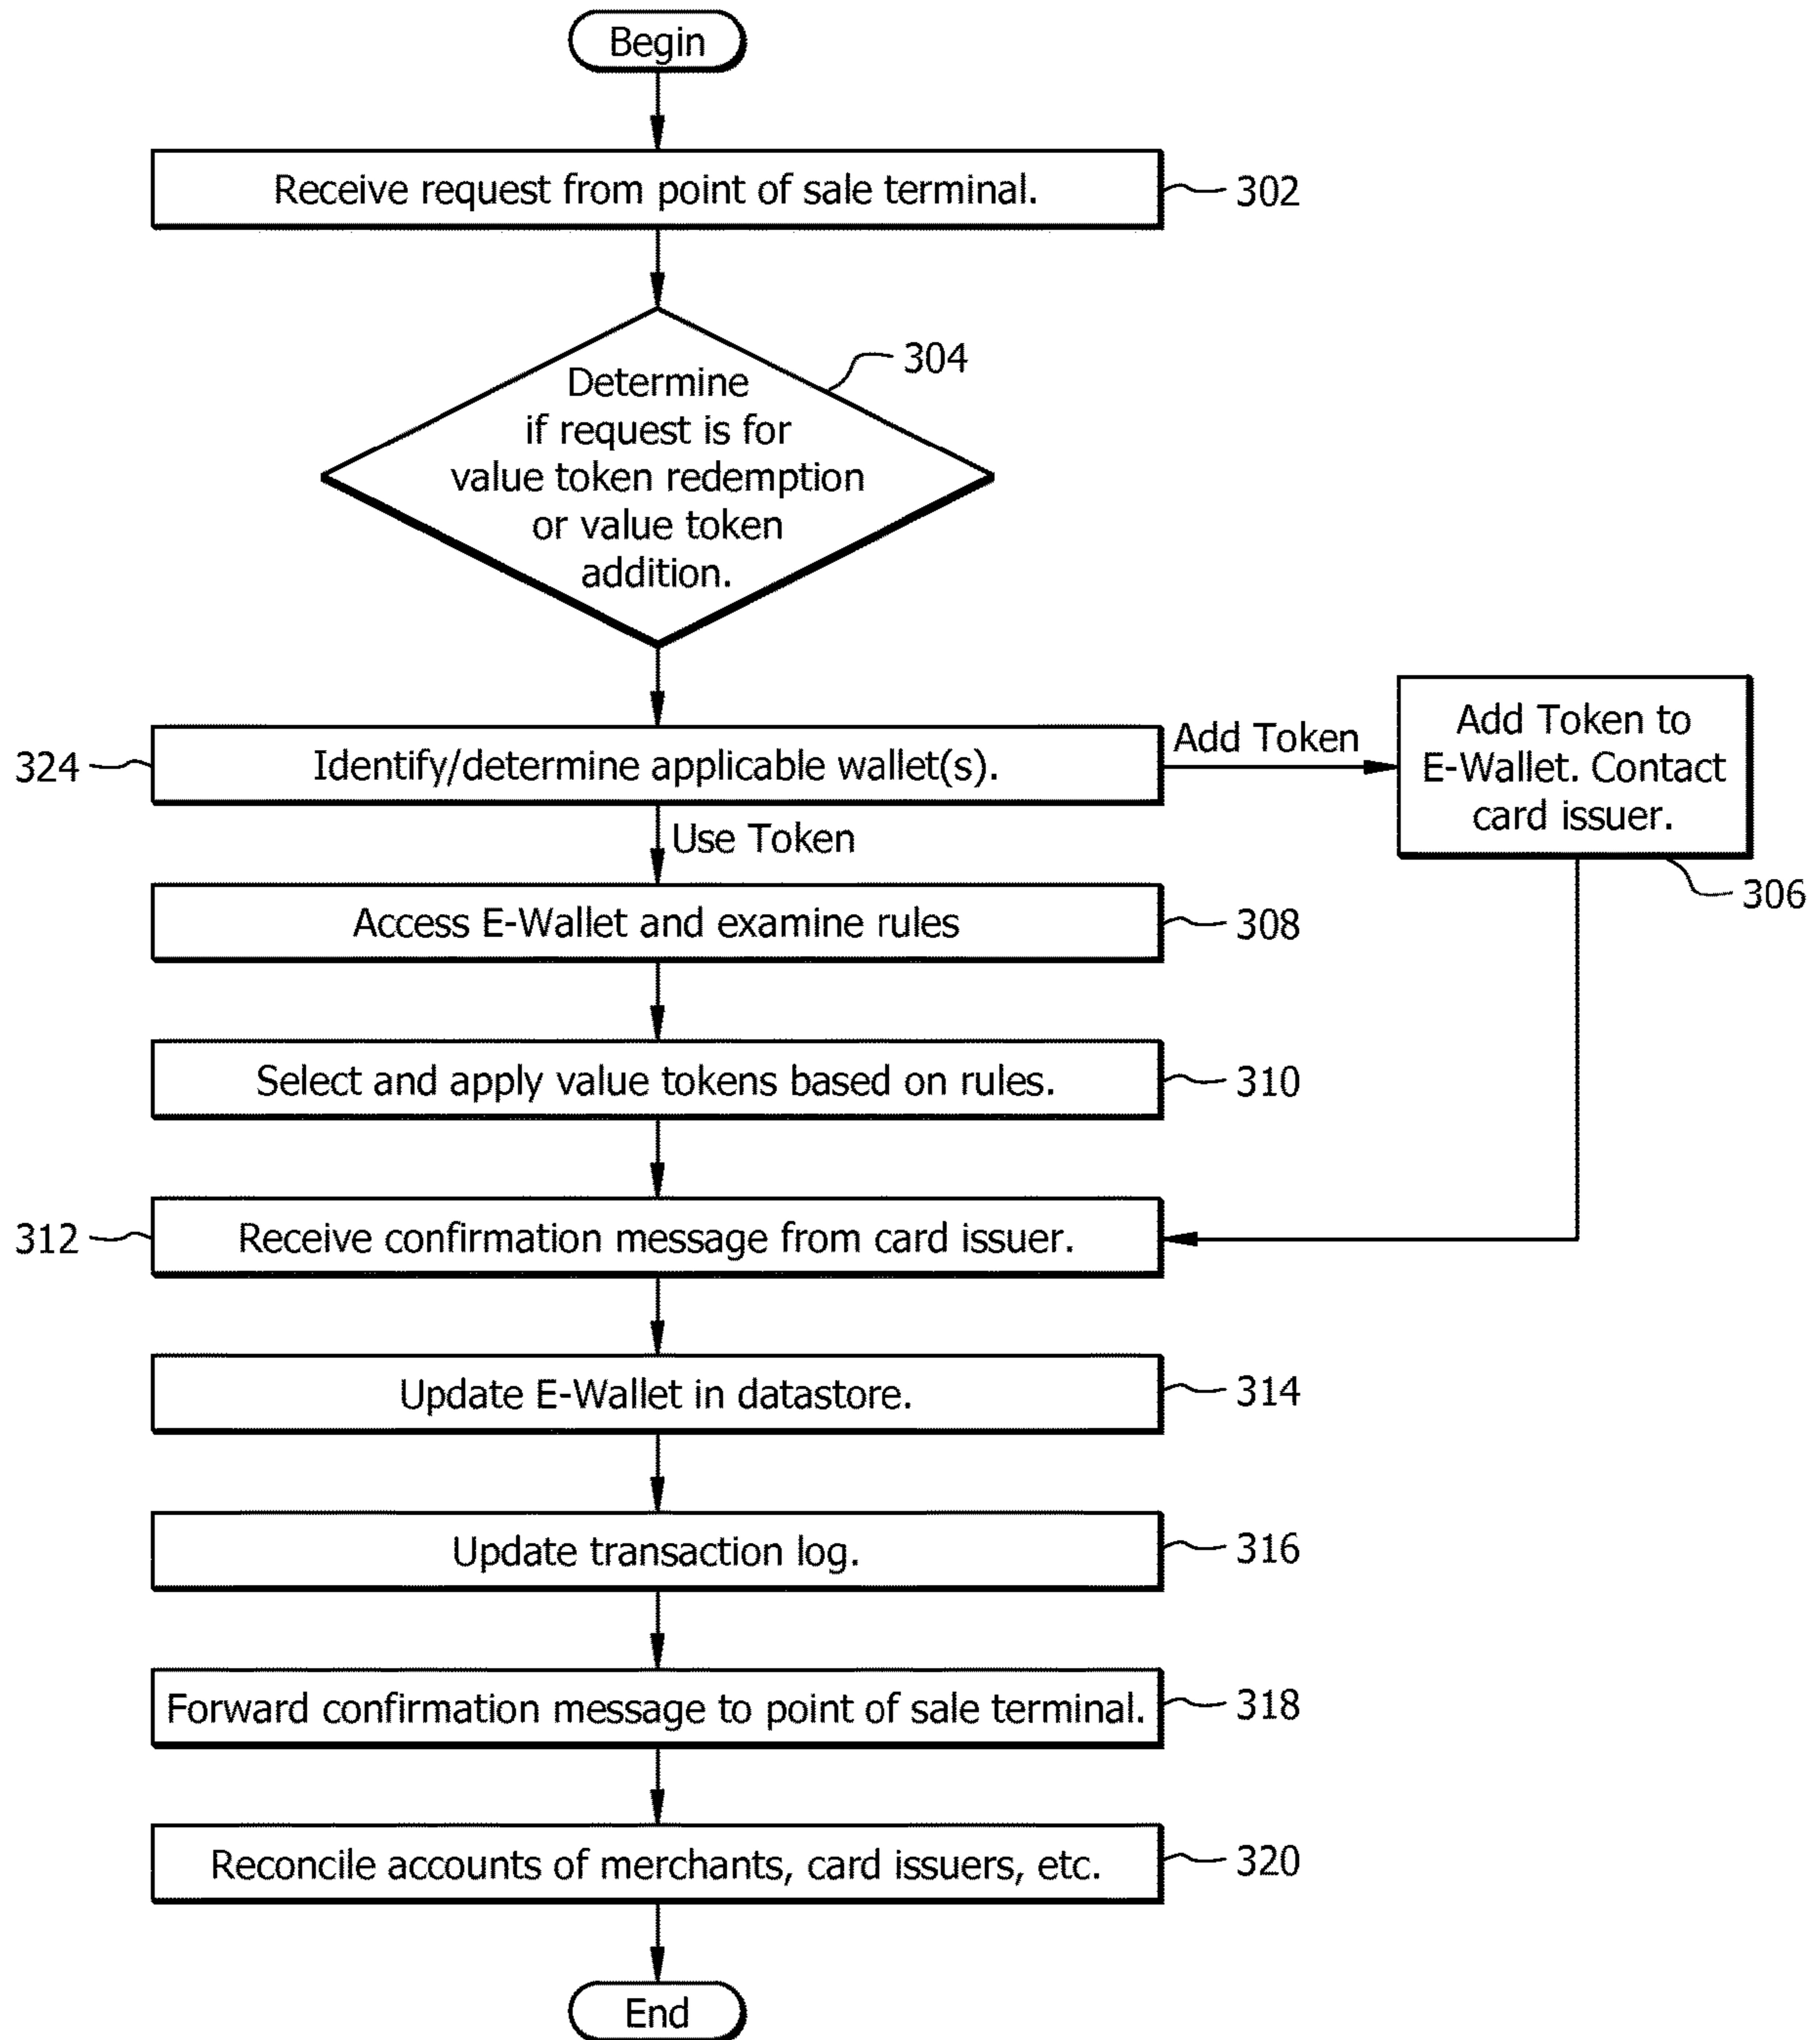 Begin
Receive request from point of sale terminal.
302
304
Determine
if request is for
value token redemption
or value token
addition.
324
Identify/determine applicable wallet(s).
Add Token
Add Token to
E-Wallet. Contact
card issuer.
306
Use Token
Access E-Wallet and examine rules
308
Select and apply value tokens based on rules.
310
312
Receive confirmation message from card issuer.
Update E-Wallet in datastore.
314
Update transaction log.
316
Forward confirmation message to point of sale terminal.
318
Reconcile accounts of merchants, card issuers, etc.
320
End